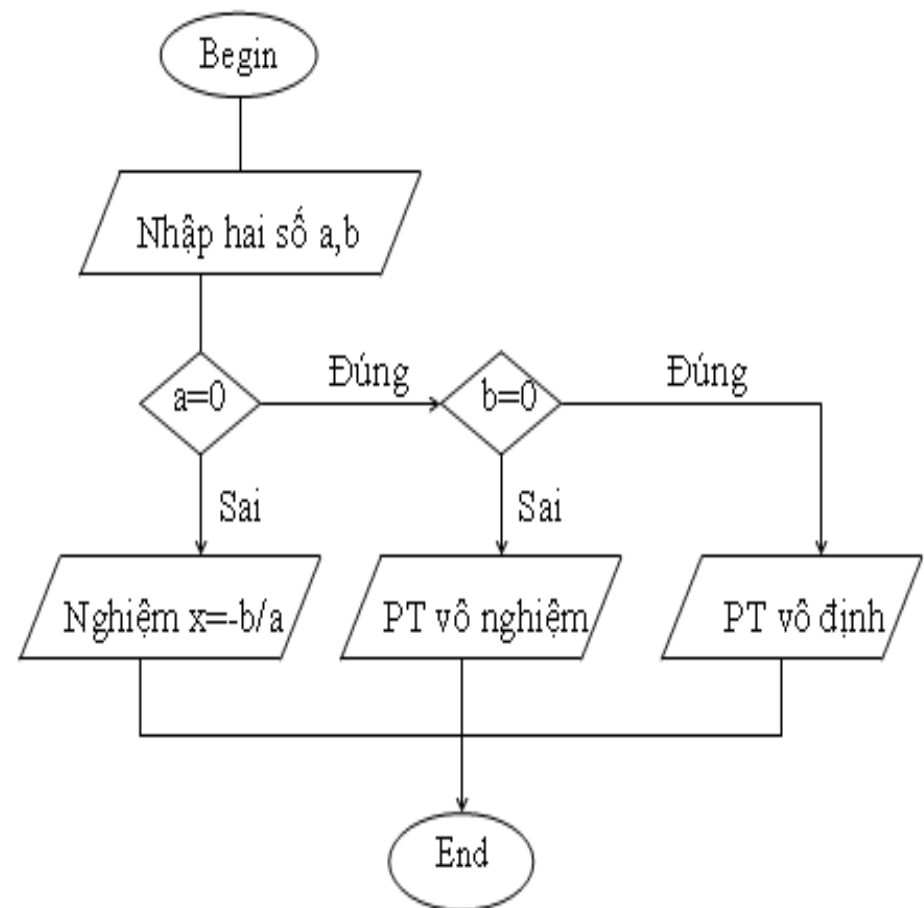 Begin
Nhập hai số a,b
a=0
Đúng
b=0
Đúng
Sai
Sai
Nghiệm x=-b/a
PT vô nghiệm
PT vô định
End